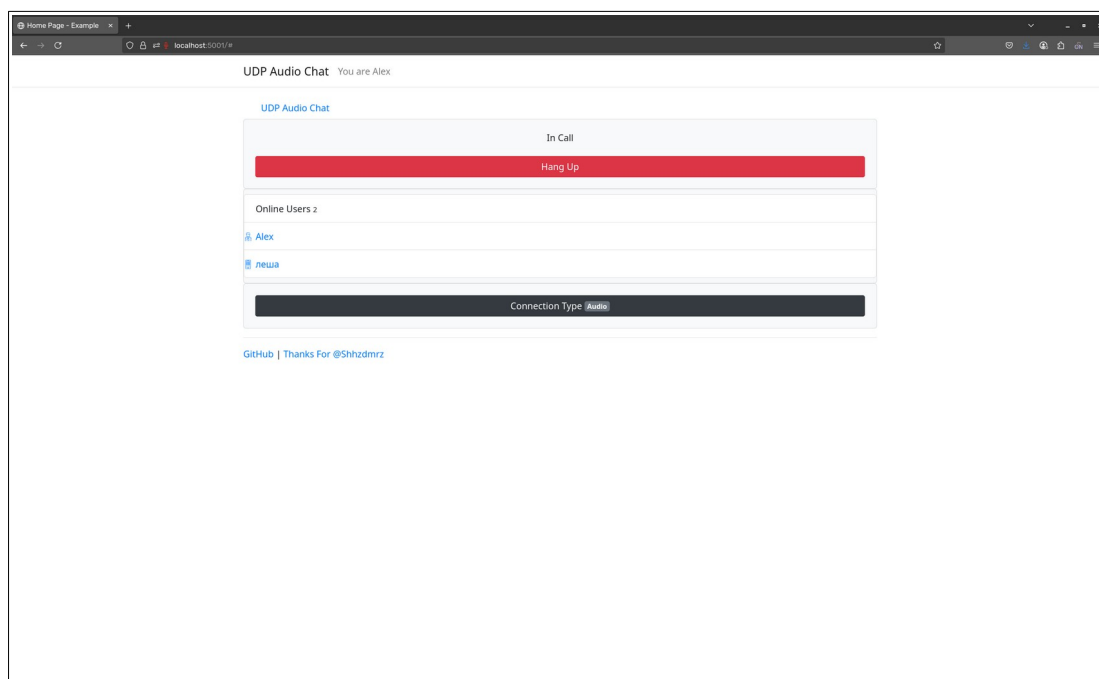 Home Page - Example
localhost:5001/#
UDP Audio Chat You are Alex
UDP Audio Chat
In Call
Hang Up
Online Users 2
Alex
леша
Connection Type Audio
GitHub | Thanks For @Shhzdmrz